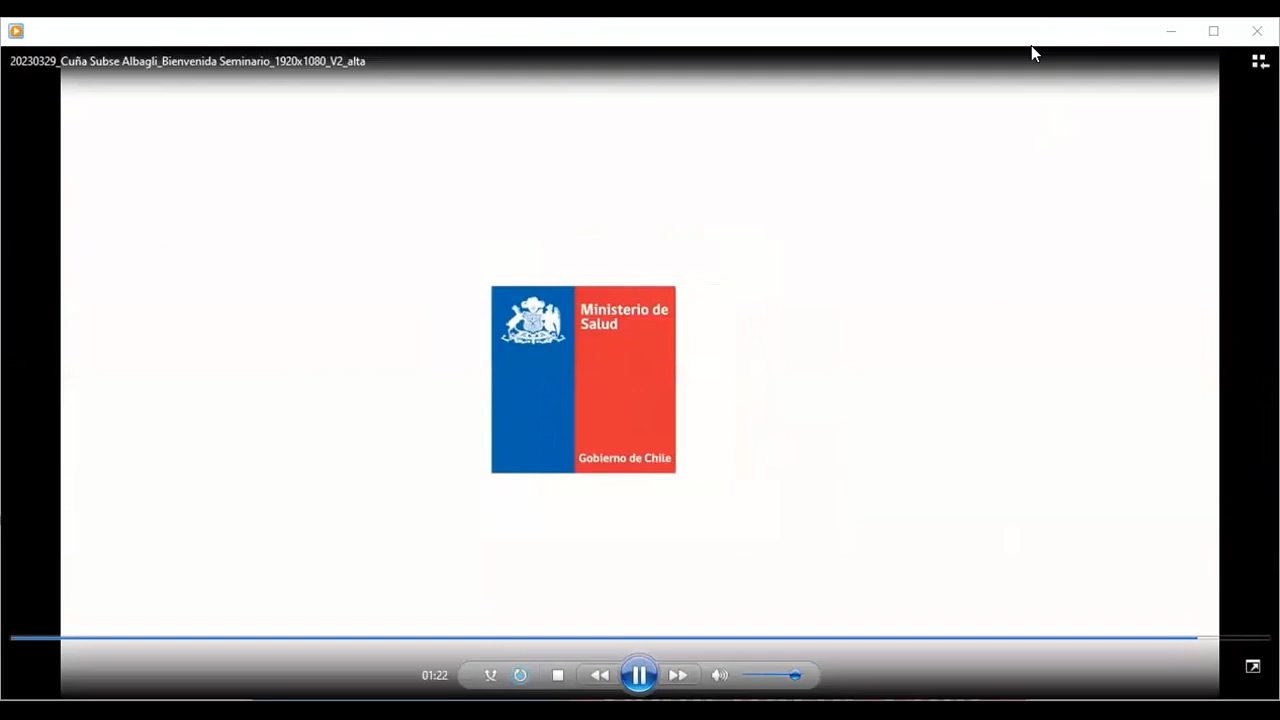 20230329_Cuña Subse Albagli_Bienvenida Seminario_1920x1080_V2_alta
Ministerio de
Salud
Gobierno de Chile
01:22